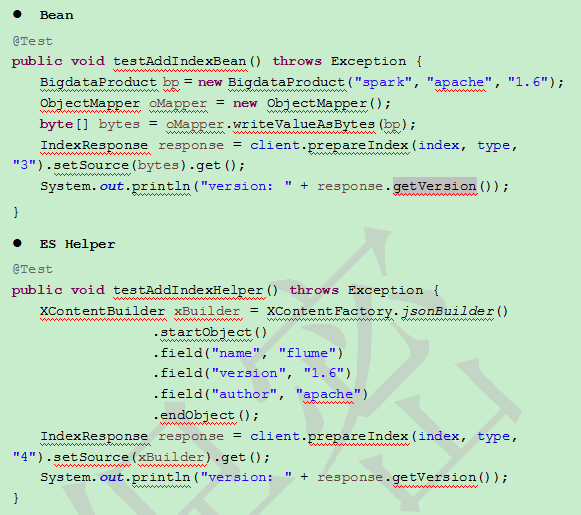 ● Bean
@Test
public void testAddIndexBean() throws Exception {
BigdataProduct bp = new BigdataProduct("spark", "apache", "1.6");
ObjectMapper oMapper = new ObjectMapper();
byte[] bytes = oMapper.writeValueAsBytes(bp);
IndexResponse response = client.prepareIndex(index, type,
"3").setSource(bytes).get();
System.out.println("version: " + response.getVersion());
}
● ES Helper
@Test
public void testAddIndexHelper() throws Exception {
XContentBuilder xBuilder = XContentFactory.jsonBuilder()
.startObject()
.field("name", "flume")
.field("version", "1.6")
.field("author", "apache")
.endObject();
IndexResponse response = client.prepareIndex(index, type,
"4").setSource(xBuilder).get();
System.out.println("version: " + response.getVersion());
}